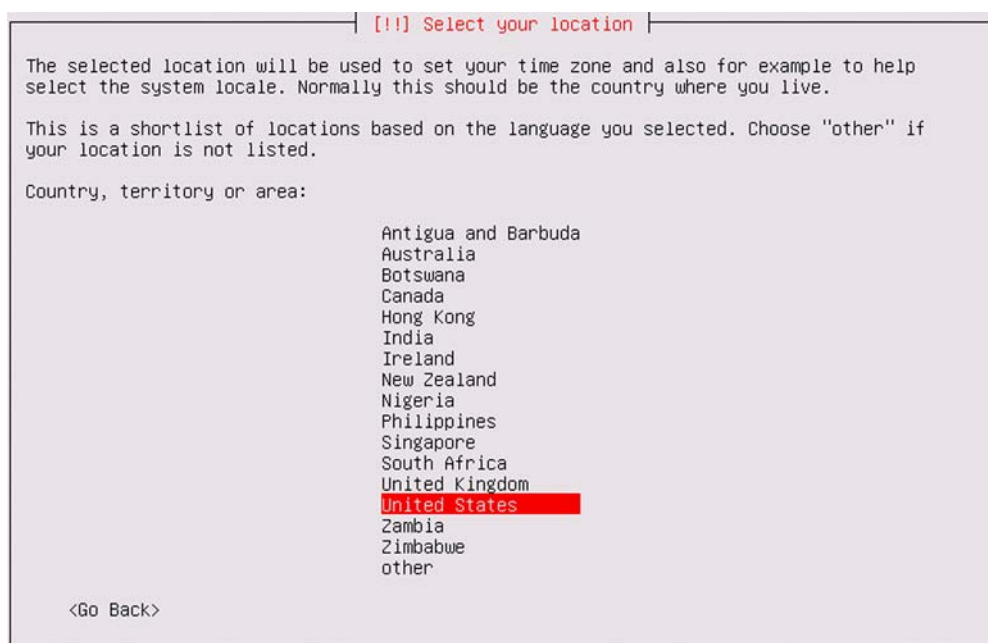 [!!] Select your location
The selected location will be used to set your time zone and also for example to help
select the system locale. Normally this should be the country where you live.
This is a shortlist of locations based on the language you selected. Choose "other" if
your location is not listed.
Country, territory or area:
Antigua and Barbuda
Australia
Botswana
Canada
Hong Kong
India
Ireland
New Zealand
Nigeria
Philippines
Singapore
South Africa
United Kingdom
United States
Zambia
Zimbabwe
other
<Go Back>